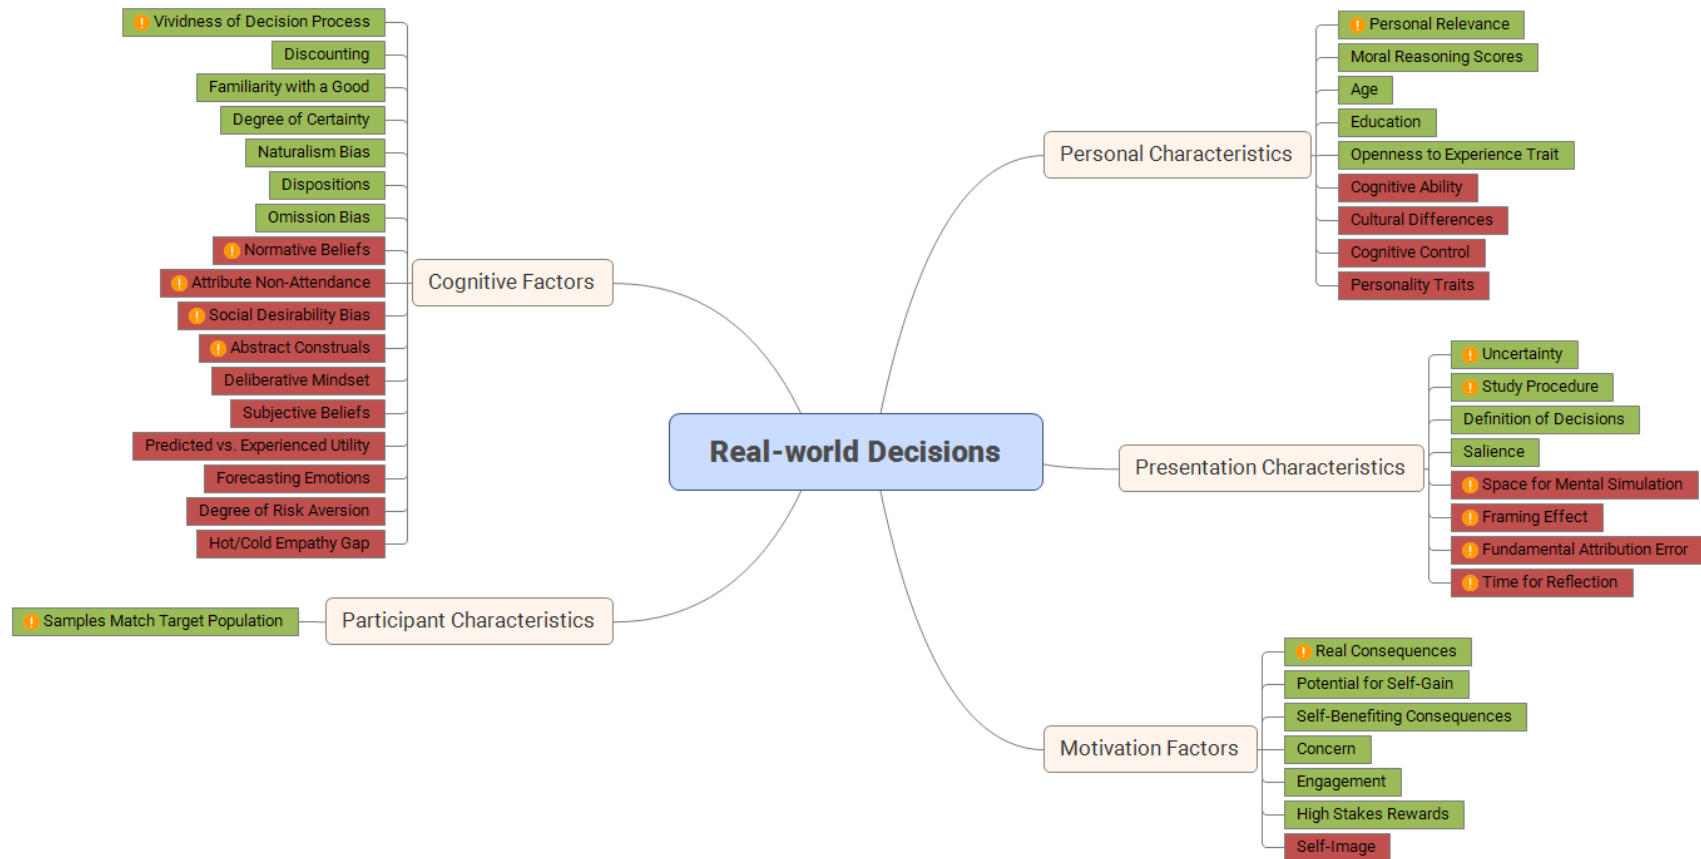 Vividness of Decision Process
Discounting
Familiarity with a Good
Degree of Certainty
Naturalism Bias
Dispositions
Omission Bias
Normative Beliefs
Attribute Non-Attendance
Social Desirability Bias
Abstract Construals
Deliberative Mindset
Subjective Beliefs
Predicted vs. Experienced Utility
Forecasting Emotions
Degree of Risk Aversion
Hot/Cold Empathy Gap
Cognitive Factors
Samples Match Target Population
Participant Characteristics
Real-world Decisions
Personal Characteristics
Personal Relevance
Moral Reasoning Scores
Age
Education
Openness to Experience Trait
Cognitive Ability
Cultural Differences
Cognitive Control
Personality Traits
Presentation Characteristics
Uncertainty
Study Procedure
Definition of Decisions
Salience
Space for Mental Simulation
Framing Effect
Fundamental Attribution Error
Time for Reflection
Motivation Factors
Real Consequences
Potential for Self-Gain
Self-Benefiting Consequences
Concern
Engagement
High Stakes Rewards
Self-Image